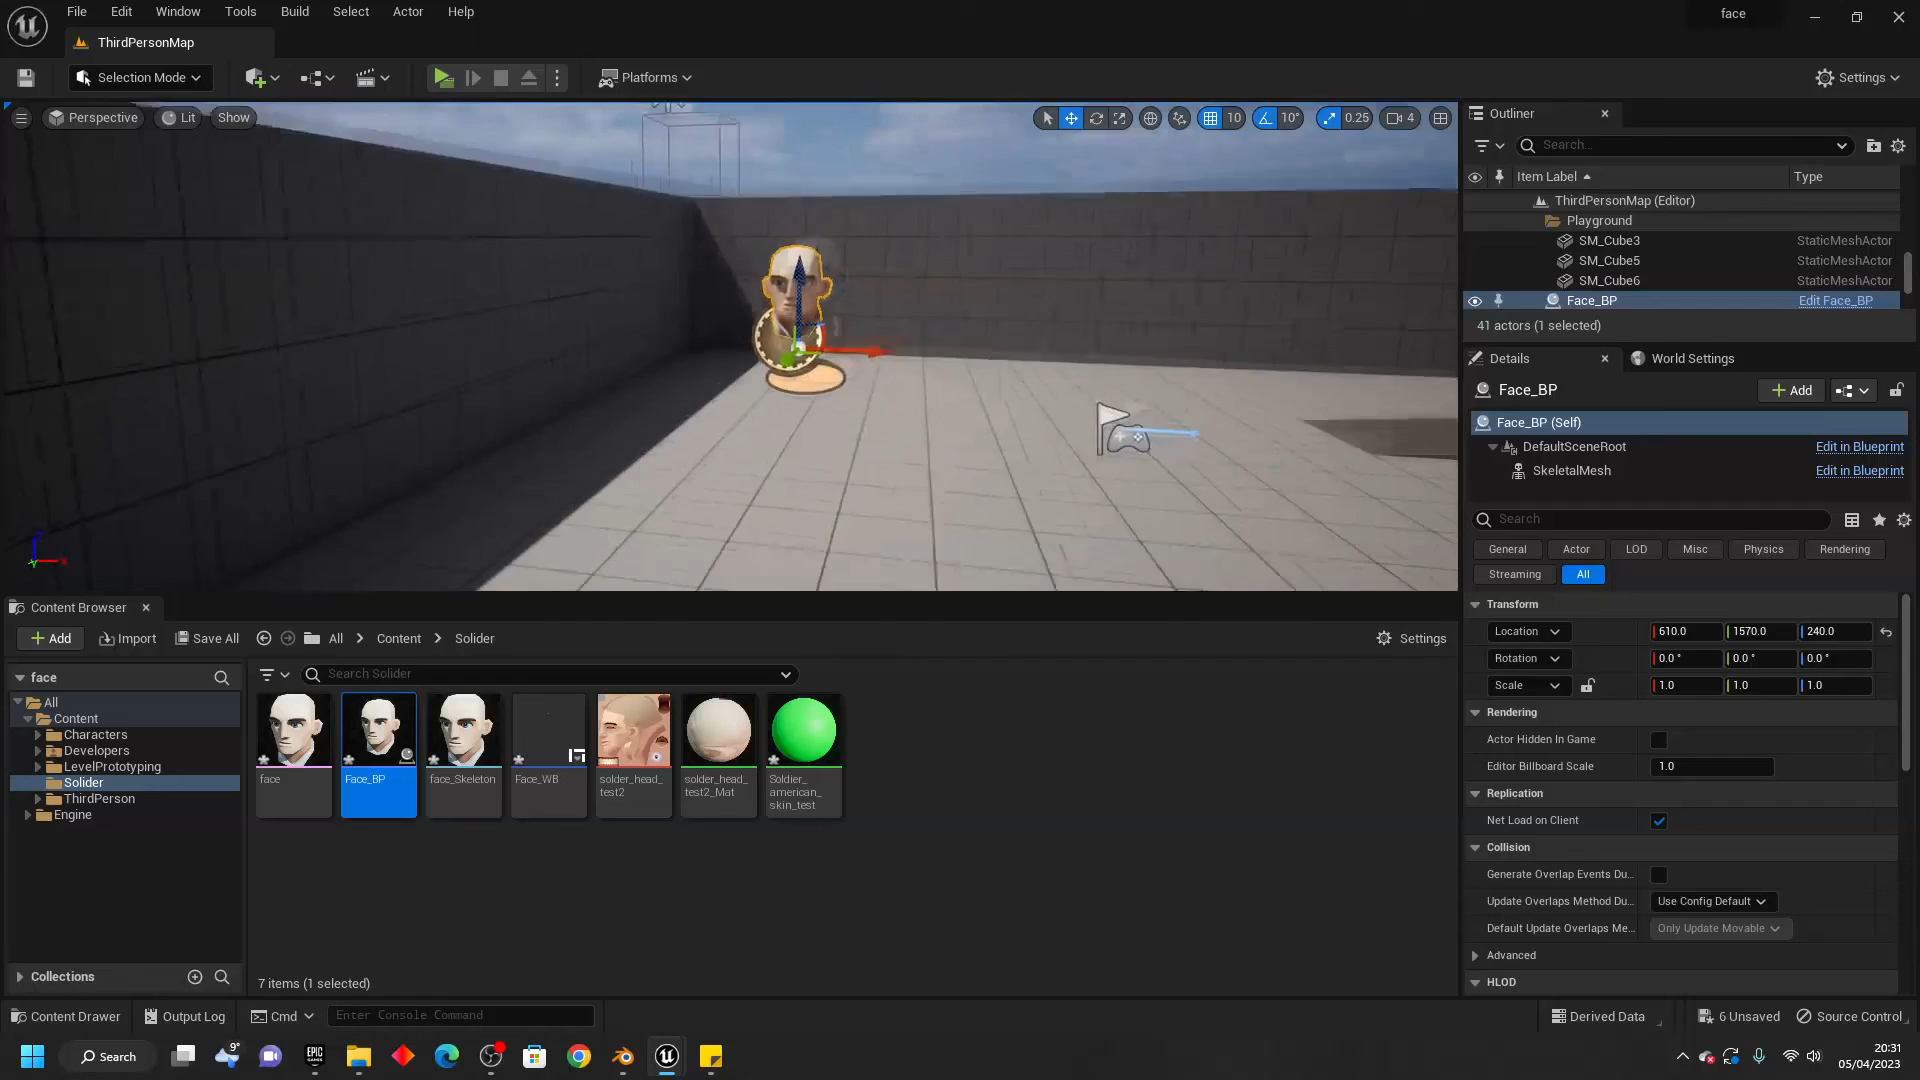 File Edit Window Tools Build Select Actor Help
face
ThirdPersonMap
Selection Mode
Platforms
Settings
Perspective Lit Show
10 10° 0.25 4
Outliner
Search...
Item Label Type
ThirdPersonMap (Editor)
Playground
SM_Cube3 StaticMeshActor
SM_Cube5 StaticMeshActor
SM_Cube6 StaticMeshActor
Face_BP Edit Face_BP
41 actors (1 selected)
Details World Settings
Face_BP Add
Face_BP (Self)
DefaultSceneRoot Edit in Blueprint
SkeletalMesh Edit in Blueprint
Search
General Actor LOD Misc Physics Rendering
Streaming All
Transform
Location 610.0 1570.0 240.0
Rotation 0.0 ° 0.0 ° 0.0 °
Scale 1.0 1.0 1.0
Rendering
Actor Hidden In Game
Editor Billboard Scale 1.0
Replication
Net Load on Client
Collision
Generate Overlap Events Du...
Update Overlaps Method Du... Use Config Default
Default Update Overlaps Me... Only Update Movable
Advanced
HLOD
Content Browser
Add Import Save All All > Content > Solider Settings
face
All
Content
Characters
Developers
LevelPrototyping
Solider
ThirdPerson
Engine
Collections
Search Solider
face
Face_BP
face_Skeleton
Face_WB
solder_head_
test2
solder_head_
test2_Mat
Soldier_
american_
skin_test
7 items (1 selected)
Content Drawer Output Log Cmd Enter Console Command Derived Data 6 Unsaved Source Control
Search
9°
EPIC
GAMES
20:31
05/04/2023